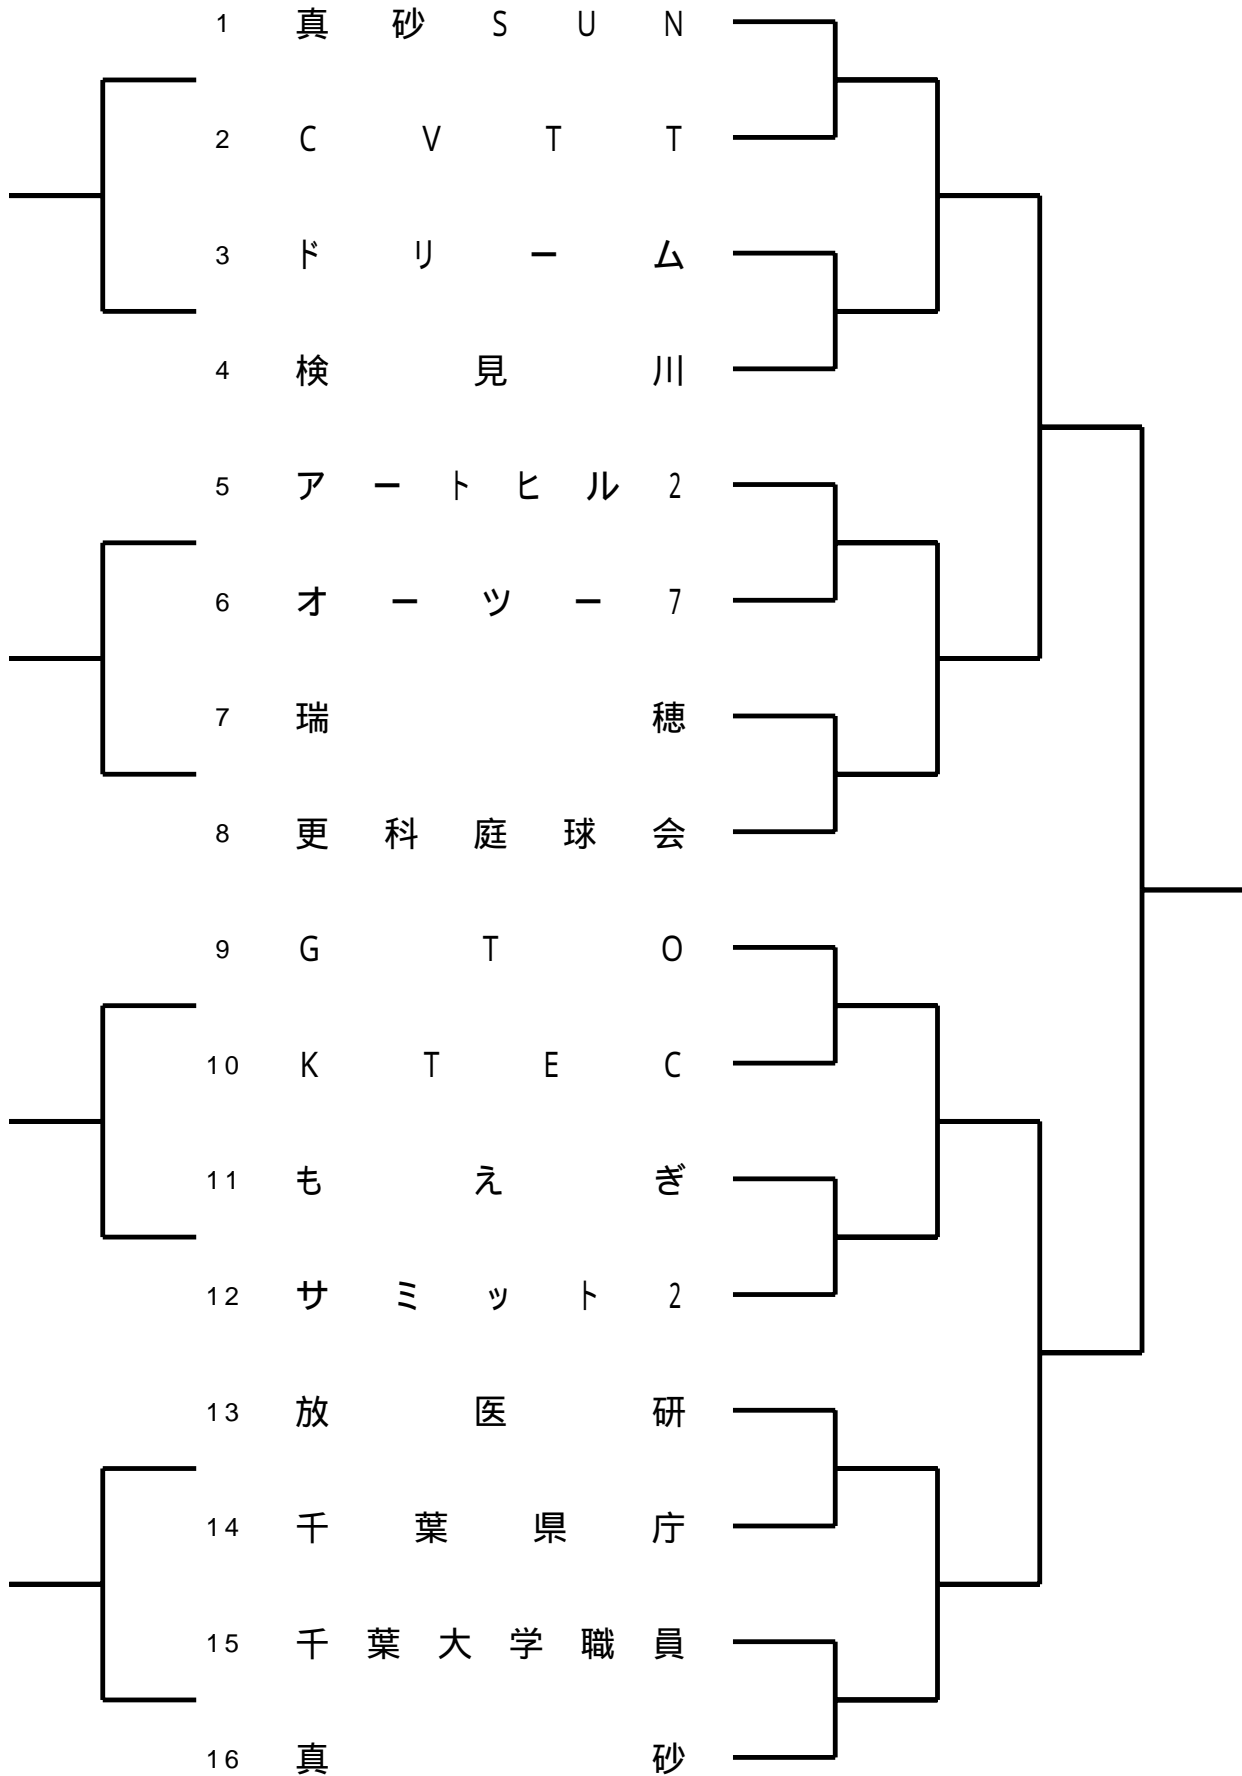 1 真砂SUN
2 CVTT
3 ドリーム
4 検見川
5 アートヒル2
6 オーツー7
7 瑞穂
8 更科庭球会
9 GTO
10 KTEC
11 もえぎ
12 サミット2
13 放医研
14 千葉県庁
15 千葉大学職員
16 真砂